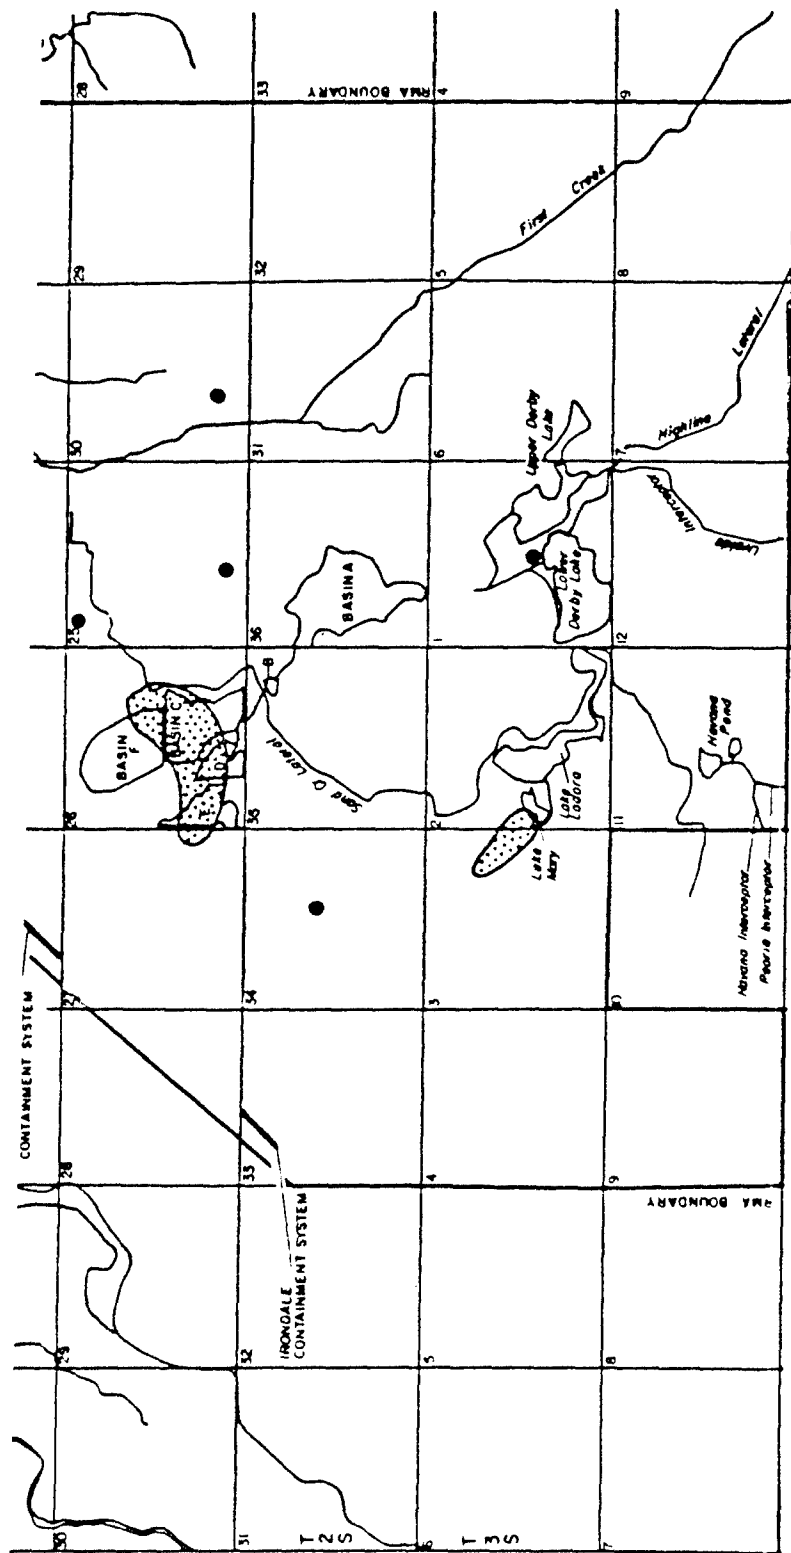 28
33
RMA BOUNDARY
4
9
29
32
5
8
First Creek
Highline Lateral
30
31
6
7
Upper Derby
Lake
Uvalda Interceptor
25
36
1
12
BASIN A
B
Lower
Derby Lake
BASIN
F
BASIN C
D
E
Sand Ck Lateral
Lake
Ladora
Lake
Mary
Havana
Pond
26
35
2
11
Havana Interceptor
Peoria Interceptor
27
34
3
10
CONTAINMENT SYSTEM
28
33
4
9
RMA BOUNDARY
IRONDALE
CONTAINMENT SYSTEM
29
32
5
8
30
31
T2S
6
T3S
7